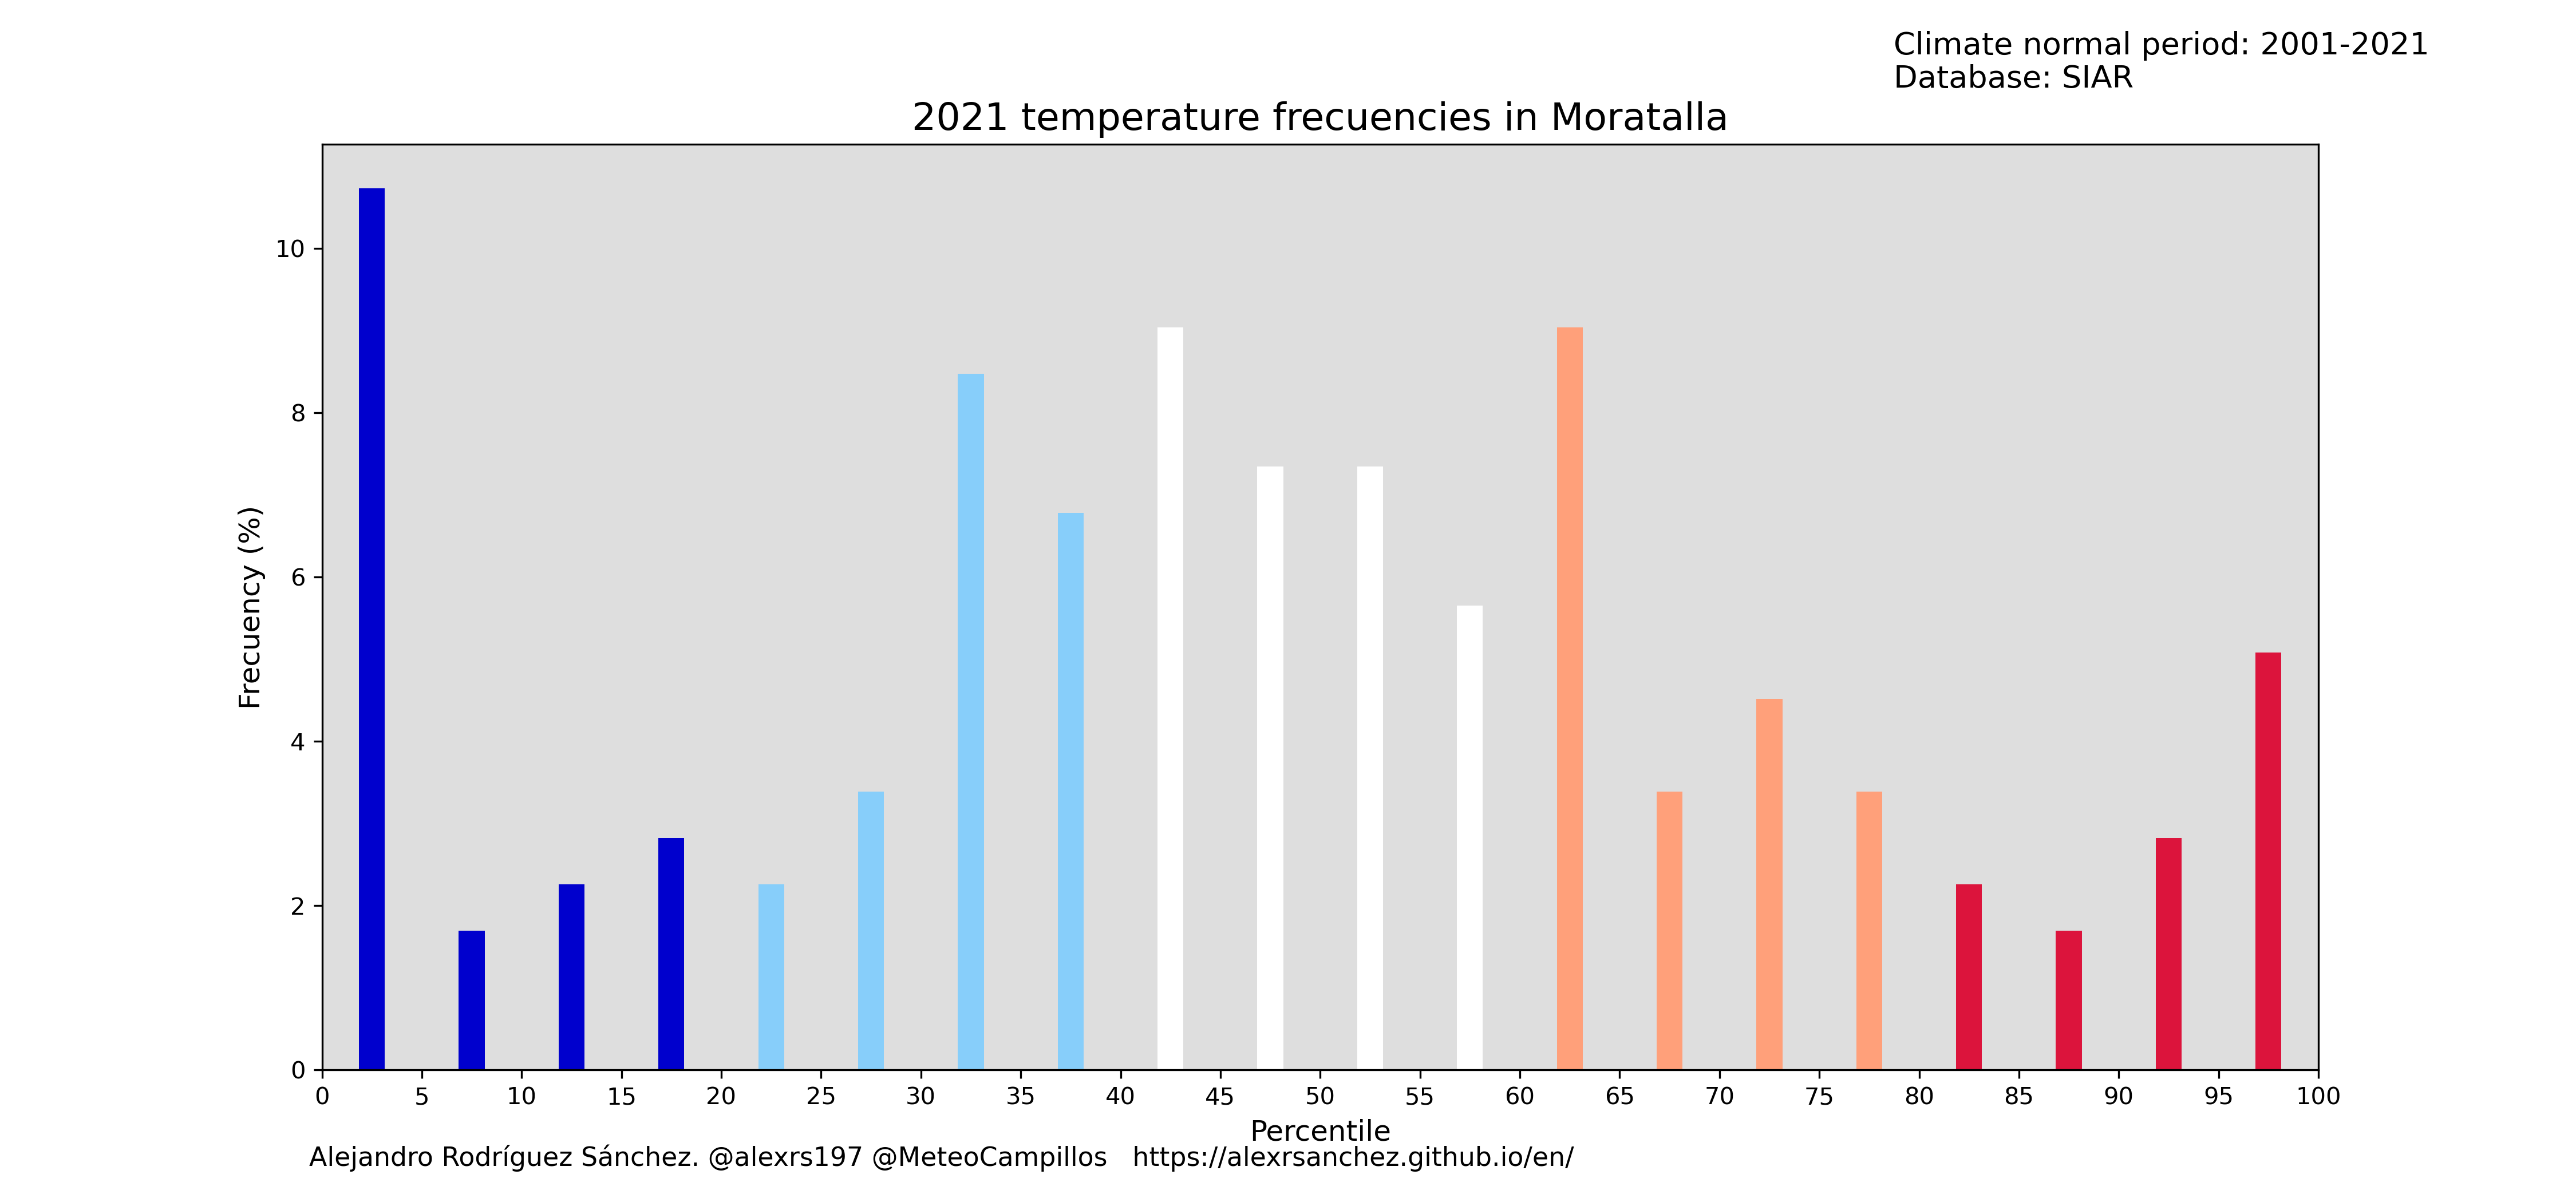 Climate normal period: 2001-2021
Database: SIAR
2021 temperature frecuencies in Moratalla
Frecuency (%)
10
8
6
4
2
0
0 5 10 15 20 25 30 35 40 45 50 55 60 65 70 75 80 85 90 95 100
Percentile
Alejandro Rodríguez Sánchez. @alexrs197 @MeteoCampillos https://alexrsanchez.github.io/en/